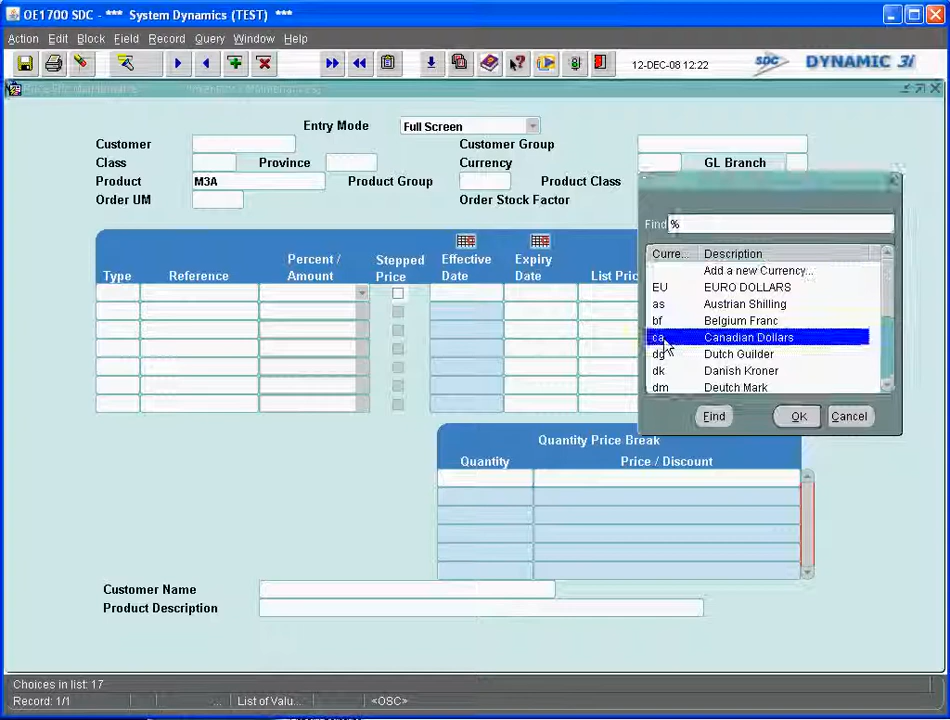 OE1700 SDC - *** System Dynamics (TEST) ***
Action Edit Block Field Record Query Window Help
12-DEC-08 12:22 SDC DYNAMIC 3i
Entry Mode Full Screen
Customer Customer Group
Class Province Currency GL Branch
Product M3A Product Group Product Class
Order UM Order Stock Factor
Find %
Curre... Description
Add a new Currency...
EU EURO DOLLARS
as Austrian Shilling
bf Belgium Franc
ca Canadian Dollars
dg Dutch Guilder
dk Danish Kroner
dm Deutch Mark
Find OK Cancel
Type Reference Percent / Amount Stepped Price Effective Date Expiry Date List Pric
Quantity Price Break
Quantity Price / Discount
Customer Name
Product Description
Choices in list: 17
Record: 1/1 ... List of Valu... <OSC>